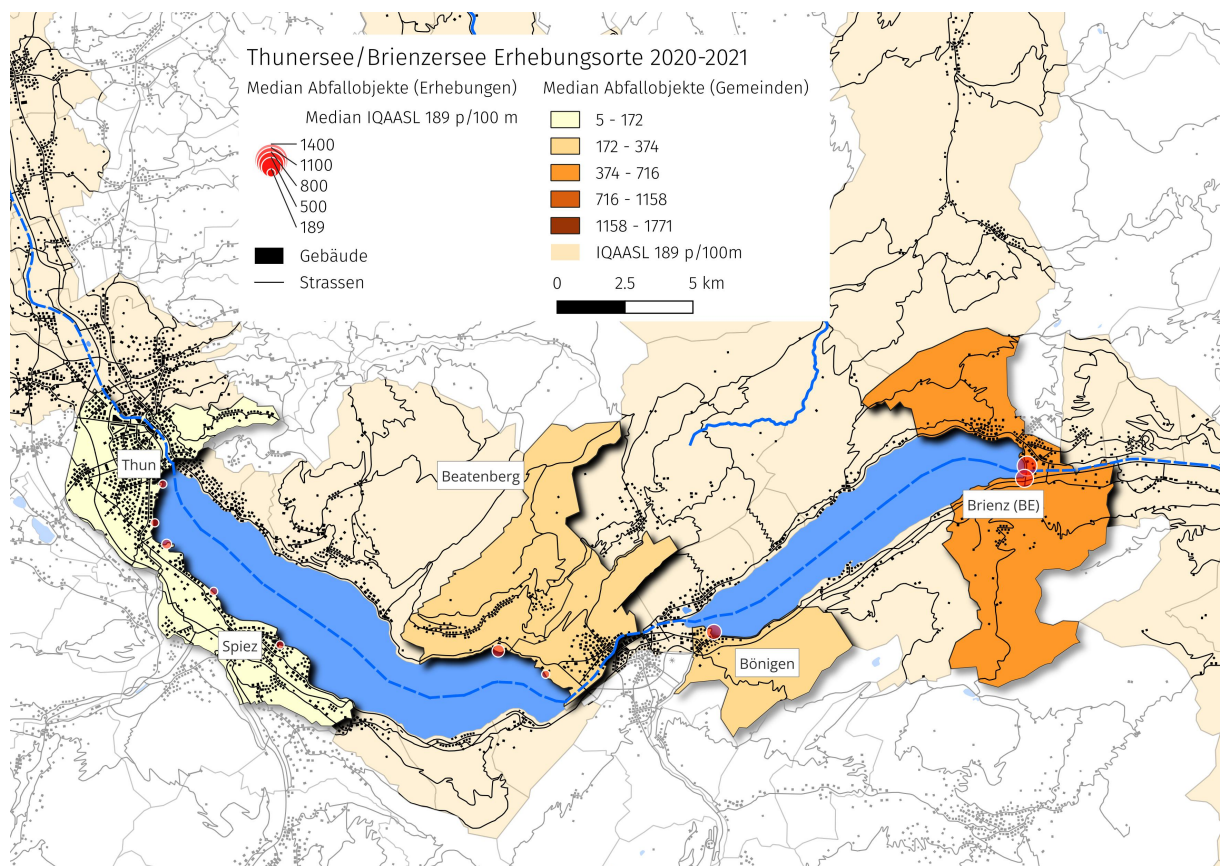 Thunersee/Brienzersee Erhebungsorte 2020-2021
Median Abfallobjekte (Erhebungen)
Median IQAASL 189 p/100 m
1400
1100
800
500
189
Gebäude
Strassen
Median Abfallobjekte (Gemeinden)
5 - 172
172 - 374
374 - 716
716 - 1158
1158 - 1771
IQAASL 189 p/100m
0 2.5 5 km
Thun
Beatenberg
Brienz (BE)
Spiez
Bönigen